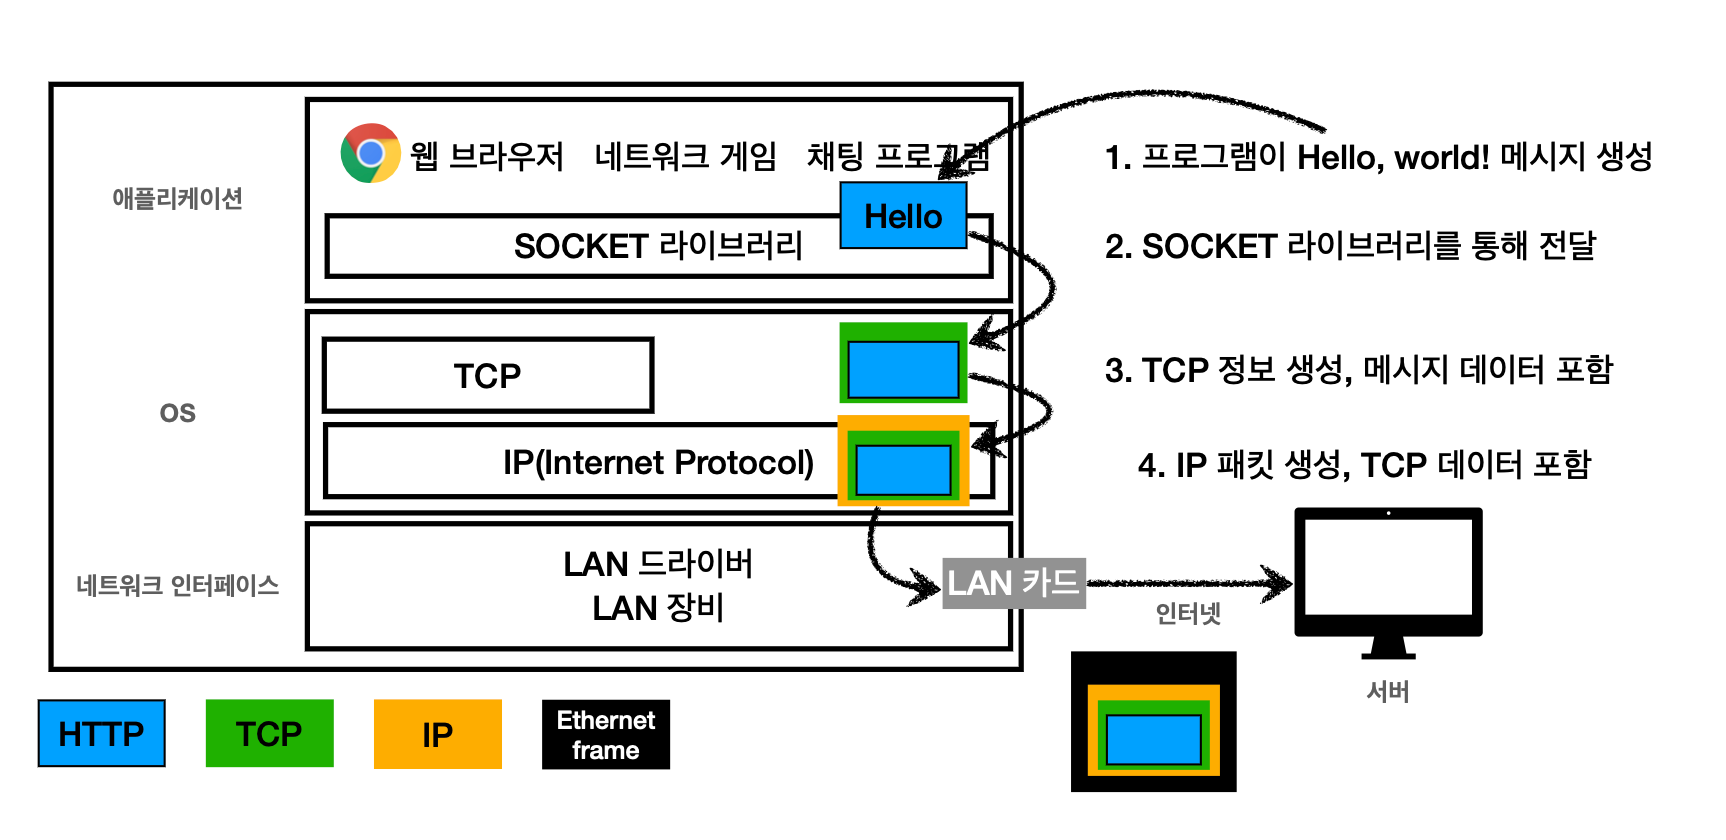 애플리케이션
웹 브라우저 네트워크 게임 채팅 프로그램
Hello
SOCKET 라이브러리
1. 프로그램이 Hello, world! 메시지 생성
2. SOCKET 라이브러리를 통해 전달
OS
TCP
IP(Internet Protocol)
3. TCP 정보 생성, 메시지 데이터 포함
4. IP 패킷 생성, TCP 데이터 포함
네트워크 인터페이스
LAN 드라이버
LAN 장비
LAN 카드
인터넷
서버
HTTP
TCP
IP
Ethernet
frame